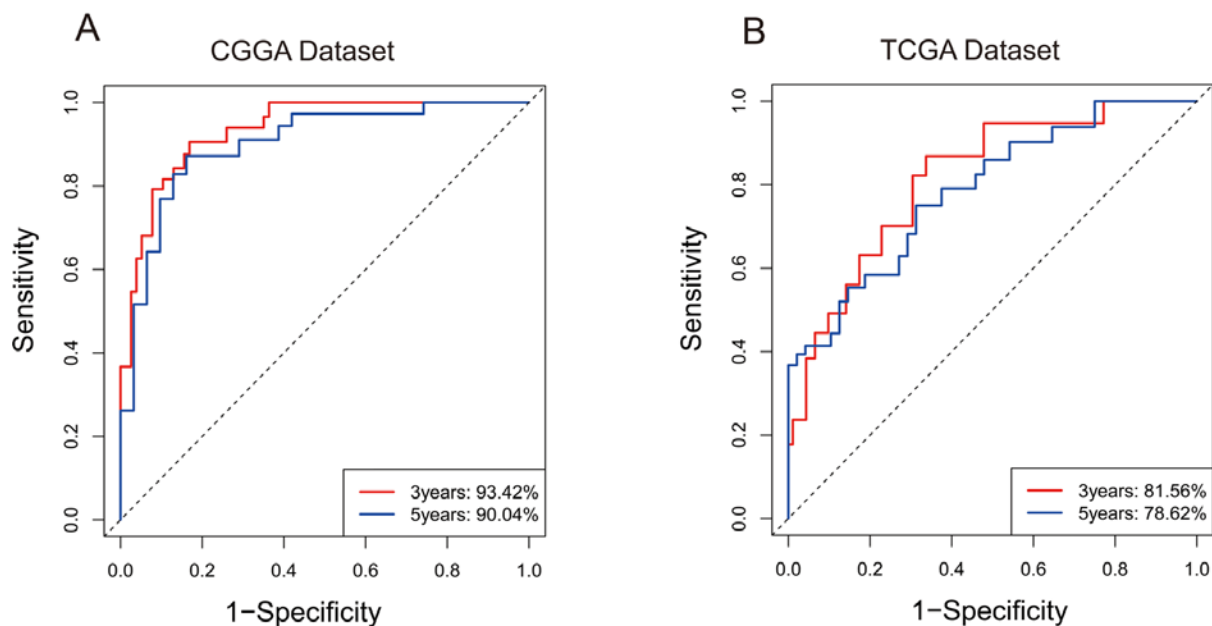 A
CGGA Dataset
Sensitivity
1.0
0.8
0.6
0.4
0.2
0.0
3years: 93.42%
5years: 90.04%
0.0 0.2 0.4 0.6 0.8 1.0
1−Specificity
B
TCGA Dataset
Sensitivity
1.0
0.8
0.6
0.4
0.2
0.0
3years: 81.56%
5years: 78.62%
0.0 0.2 0.4 0.6 0.8 1.0
1−Specificity